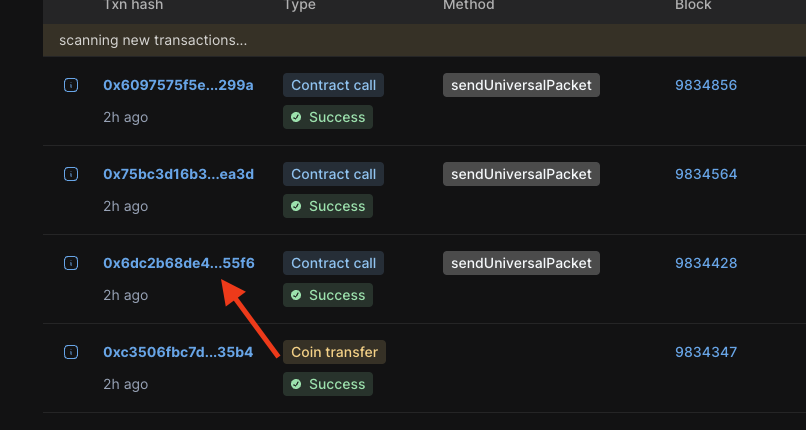 Txn hash Type Method Block
scanning new transactions...
0x6097575f5e...299a Contract call sendUniversalPacket 9834856
2h ago Success
0x75bc3d16b3...ea3d Contract call sendUniversalPacket 9834564
2h ago Success
0x6dc2b68de4...55f6 Contract call sendUniversalPacket 9834428
2h ago Success
0xc3506fbc7d...35b4 Coin transfer 9834347
2h ago Success